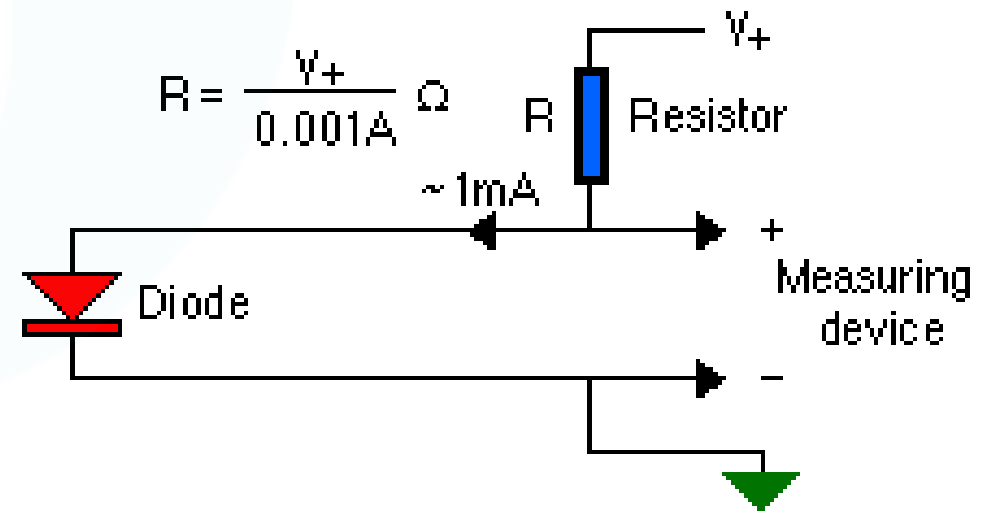 V+
R = V+ / 0.001A Ω
R Resistor
~1mA
+
Measuring
device
Diode
−